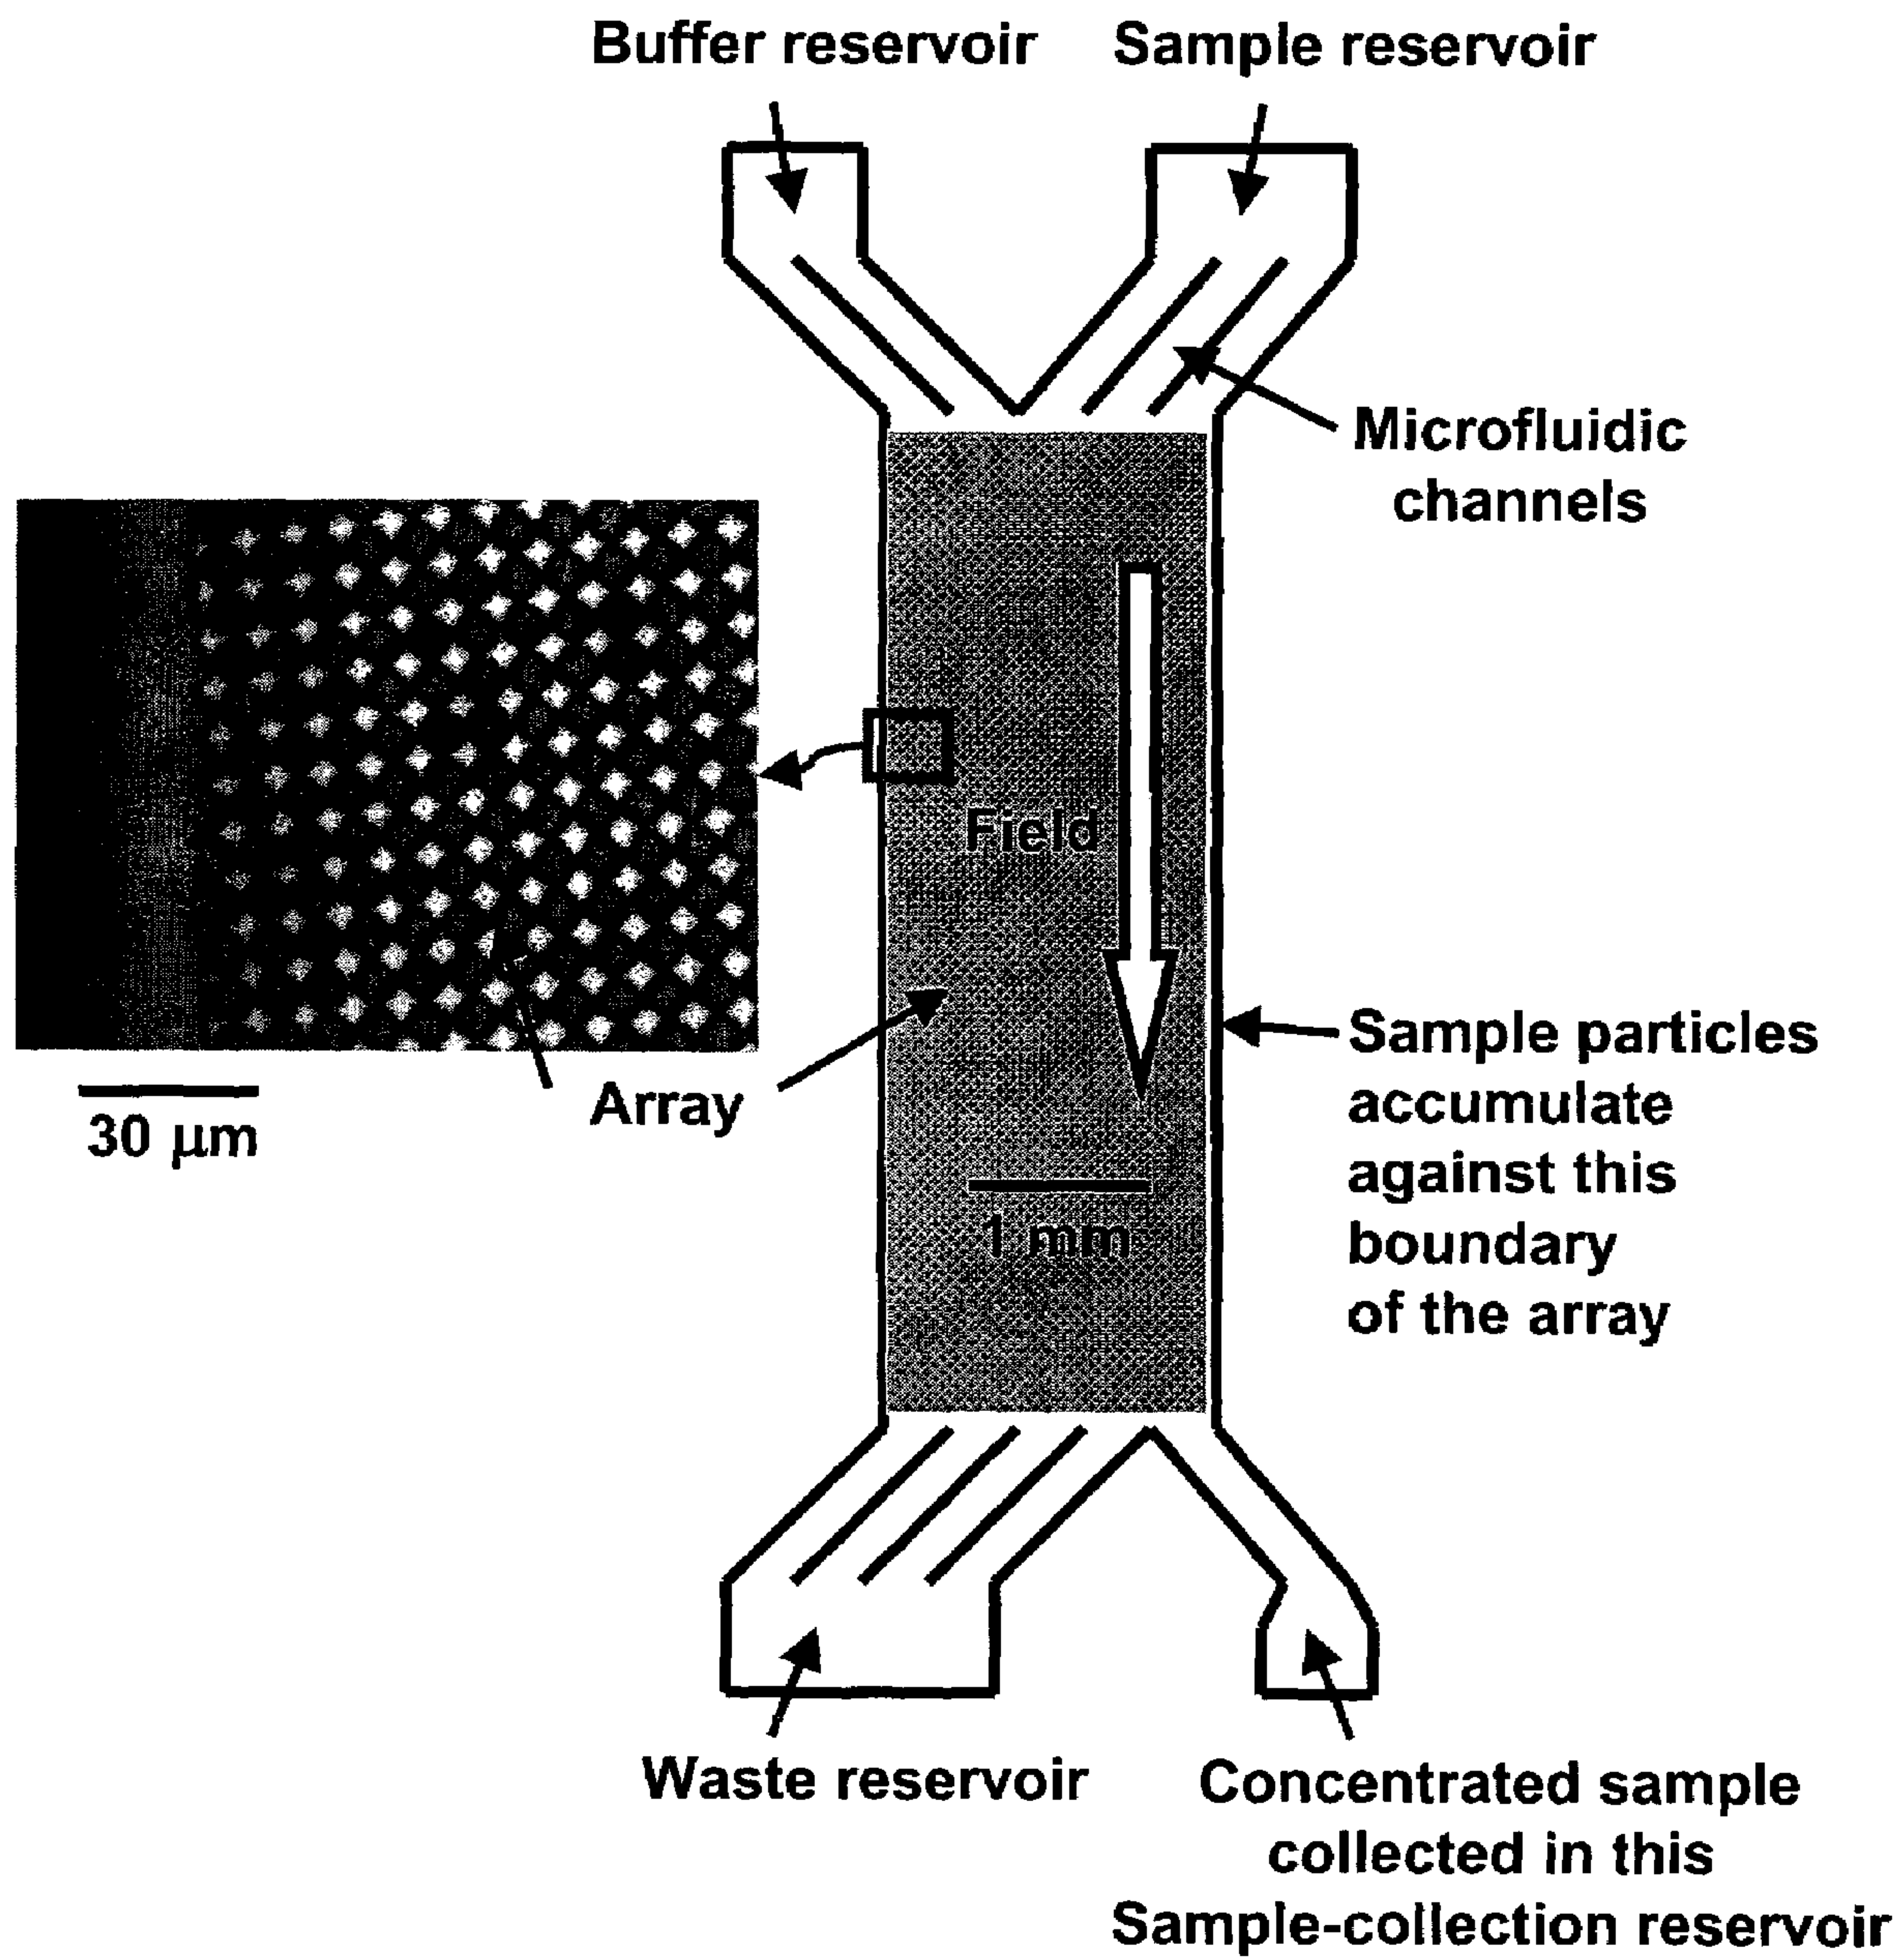 Buffer reservoir
Sample reservoir
Microfluidic
channels
Field
Array
30 μm
1 mm
Sample particles
accumulate
against this
boundary
of the array
Waste reservoir
Concentrated sample
collected in this
Sample-collection reservoir